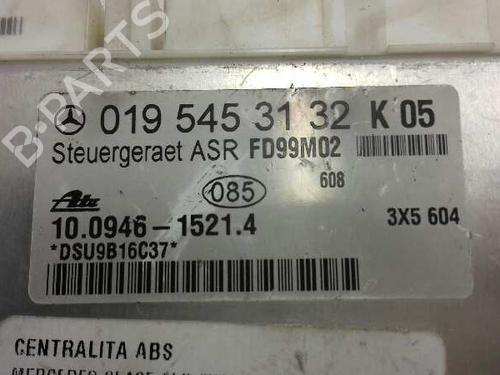 019 545 31 32 K 05
Steuergeraet ASR FD99M02
608
085
Ate
10.0946-1521.4
3X5 604
*DSU9B16C37*
CENTRALITA ABS
B-PARTS